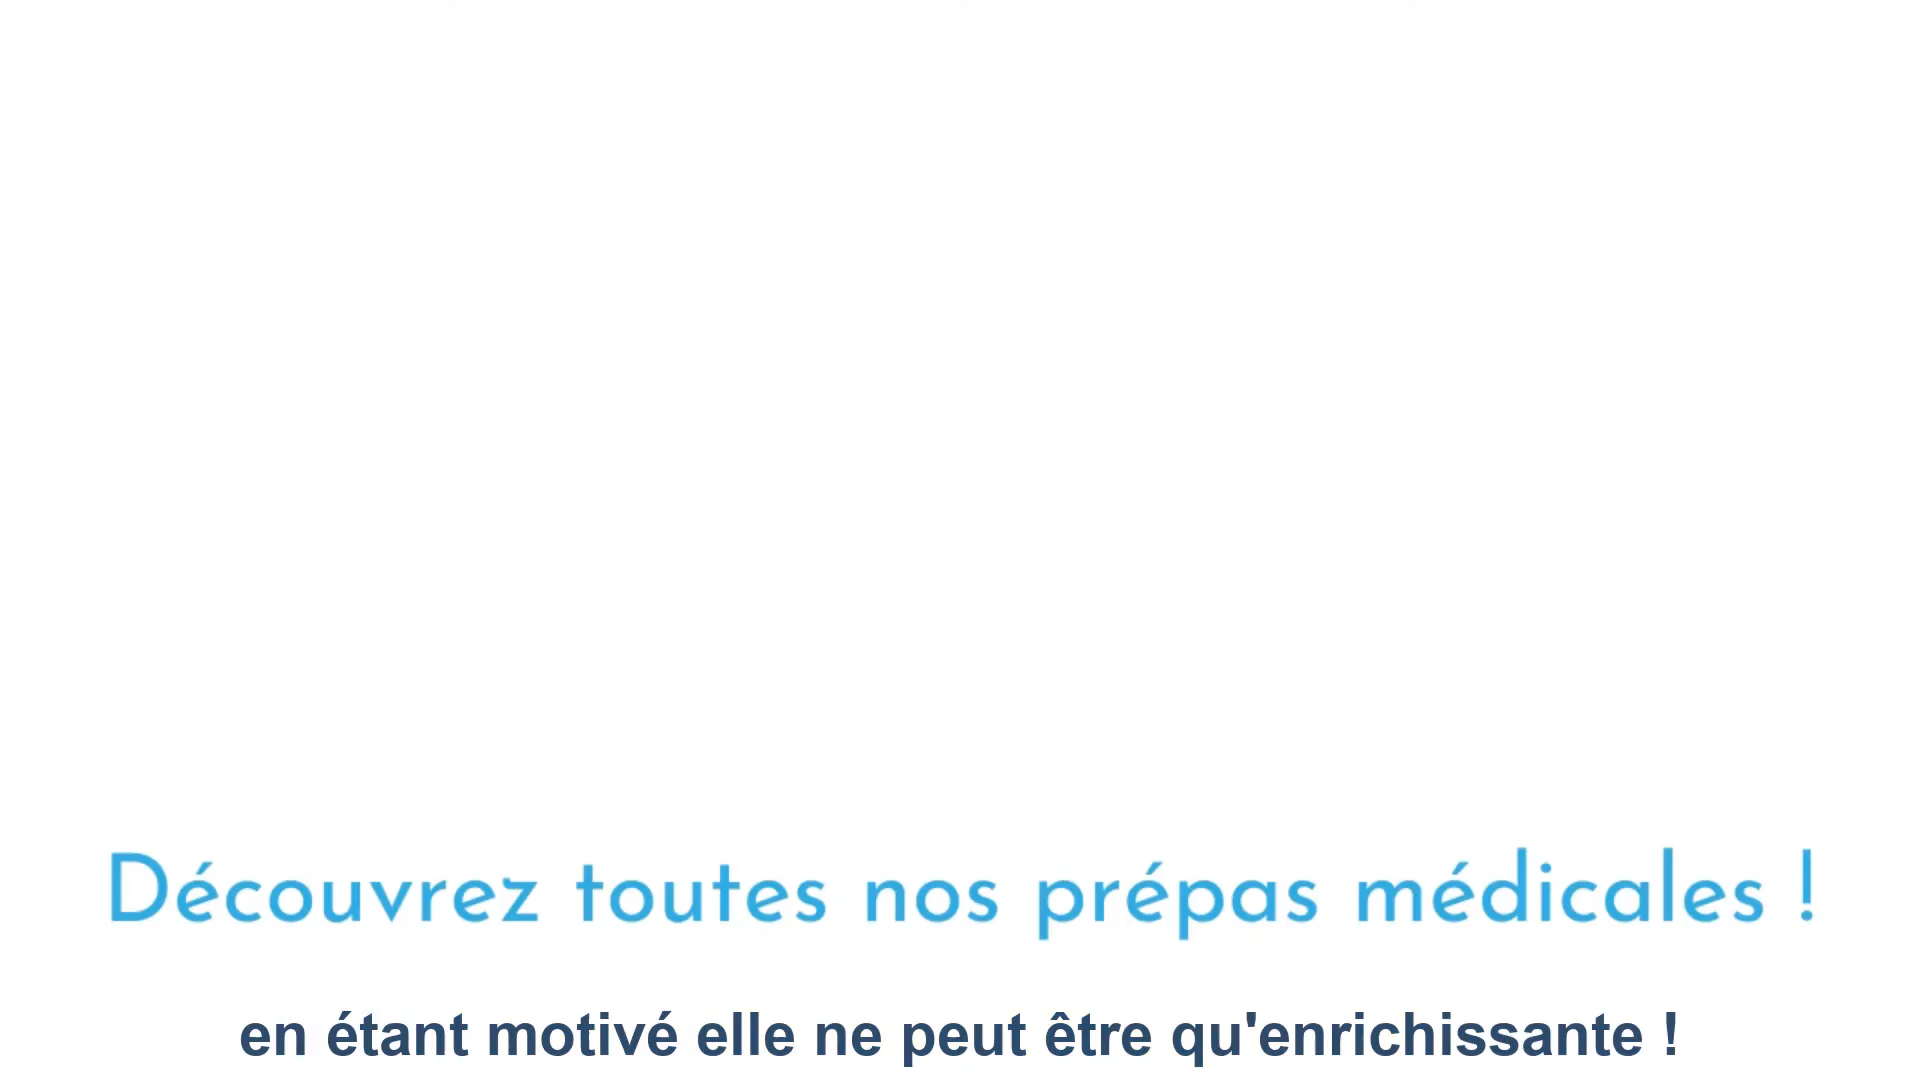 Découvrez toutes nos prépas médicales !
en étant motivé elle ne peut être qu'enrichissante !